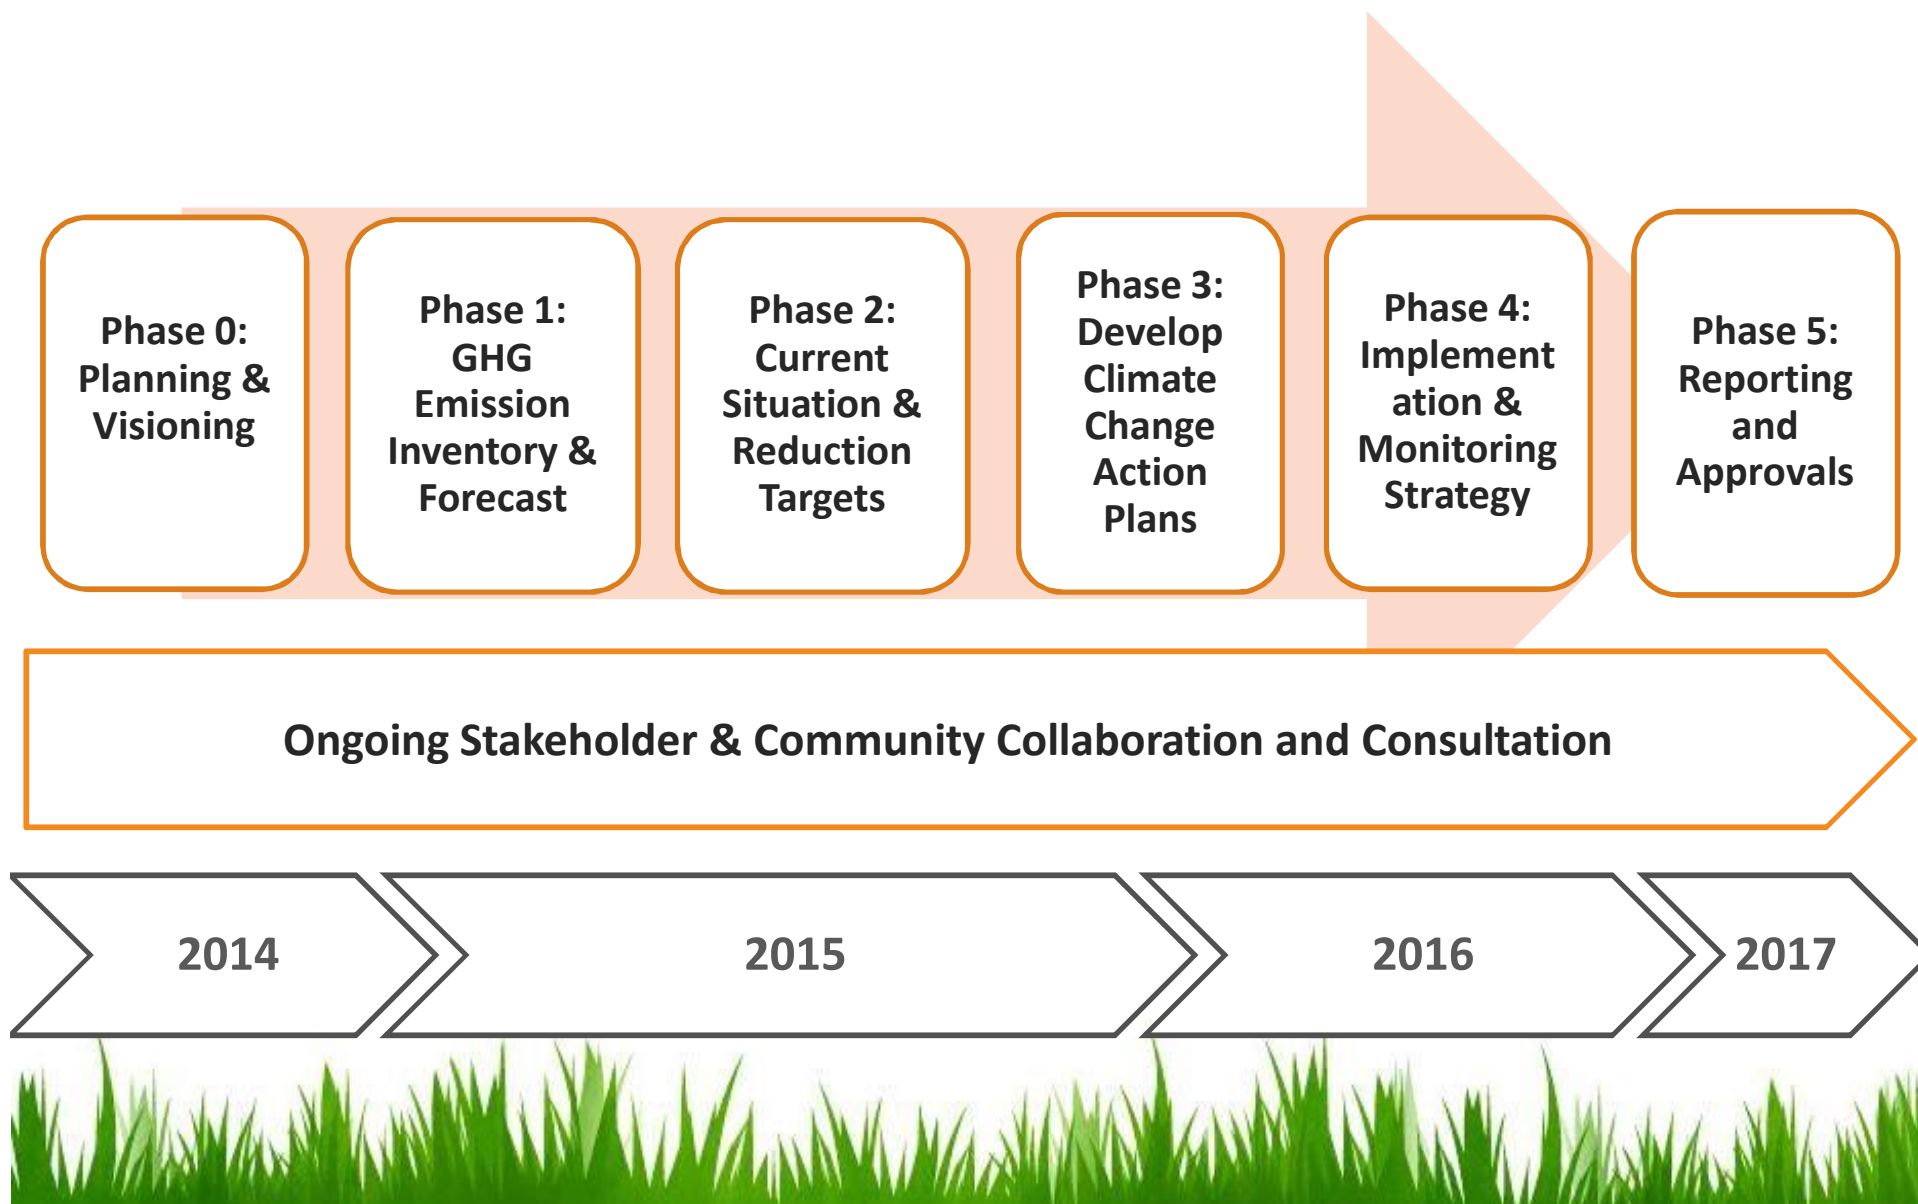 Phase 0:
Planning &
Visioning
Phase 1:
GHG
Emission
Inventory &
Forecast
Phase 2:
Current
Situation &
Reduction
Targets
Phase 3:
Develop
Climate
Change
Action
Plans
Phase 4:
Implement
ation &
Monitoring
Strategy
Phase 5:
Reporting
and
Approvals
Ongoing Stakeholder & Community Collaboration and Consultation
2014
2015
2016
2017